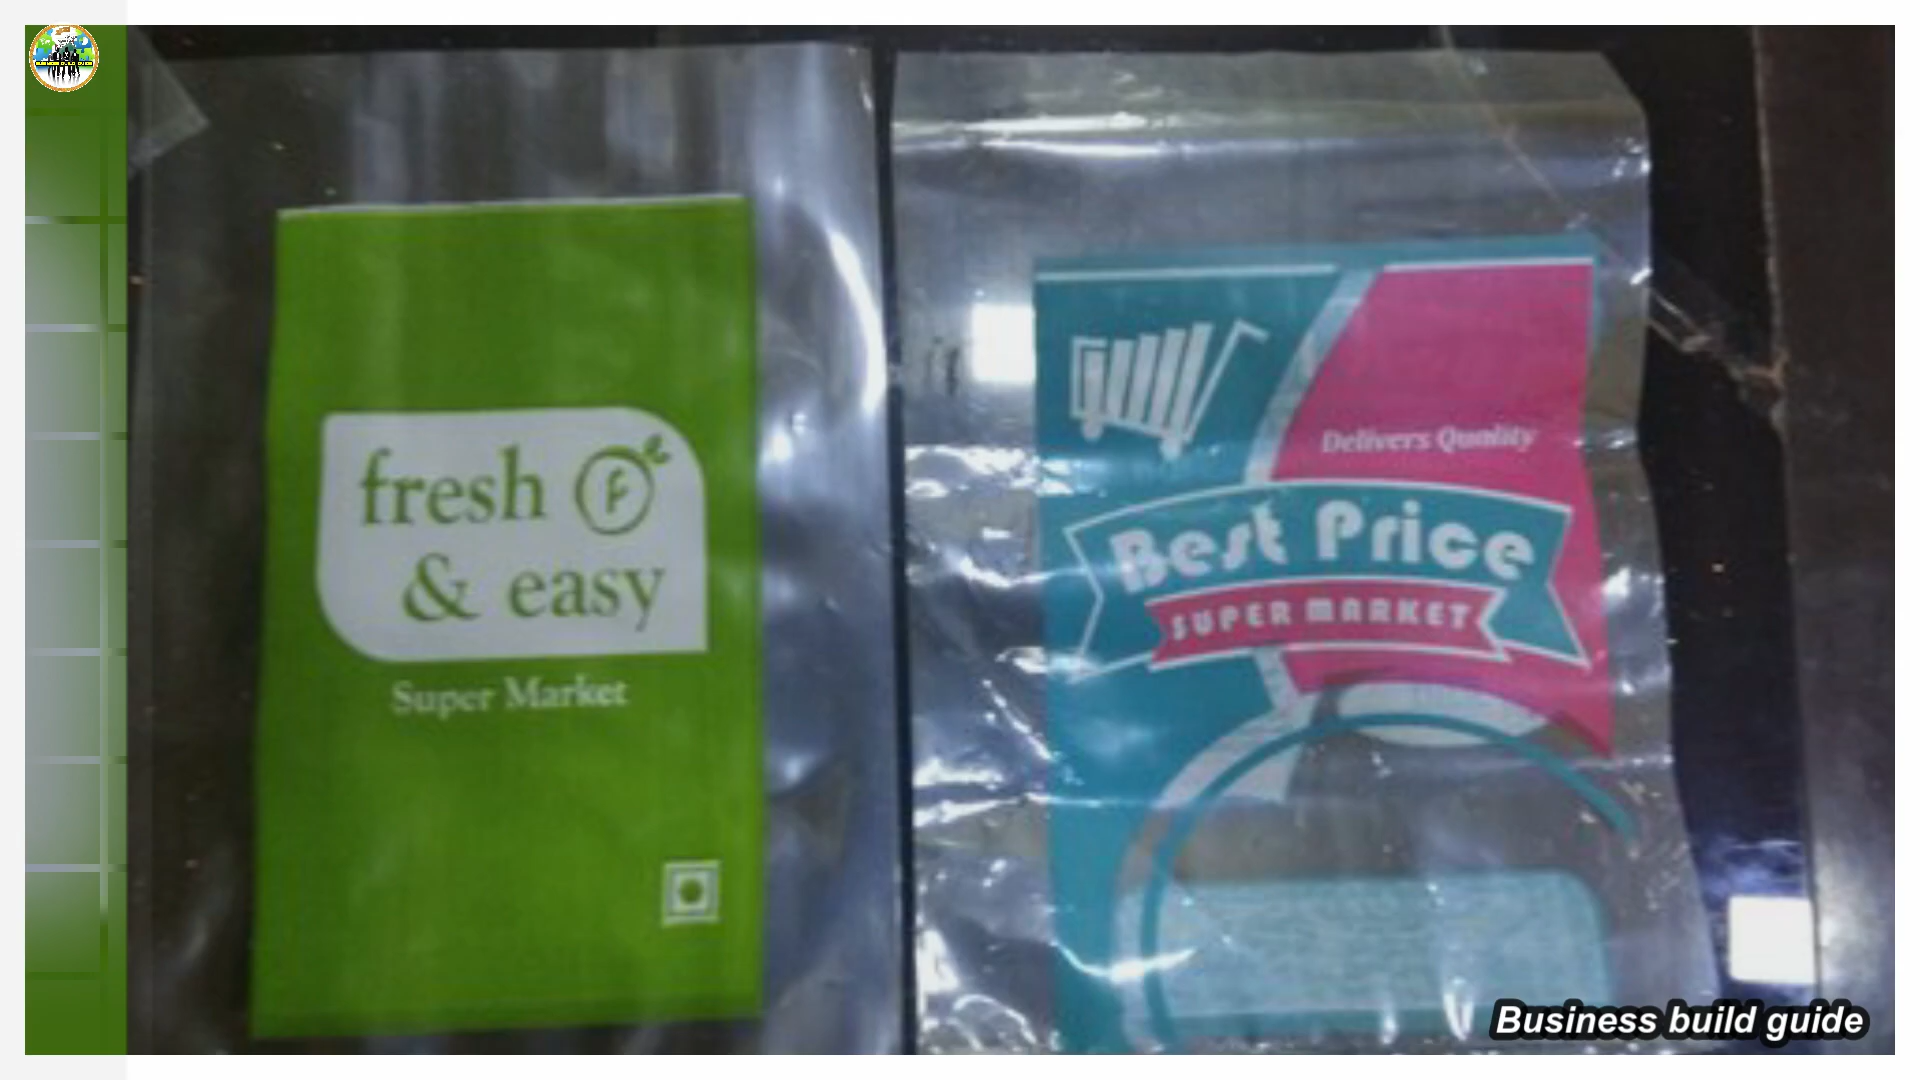 fresh
& easy
Super Market
Delivers Quality
Best Price
SUPER MARKET
Business build guide